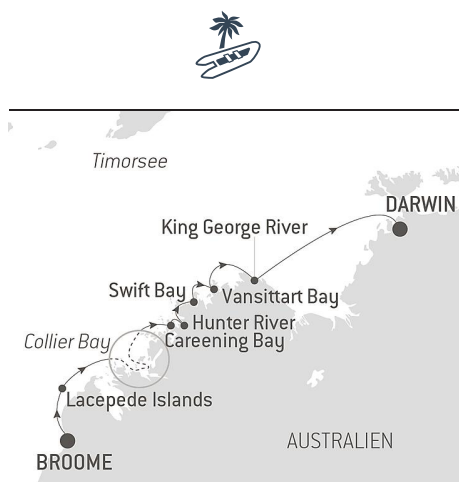 Timorsee
DARWIN
King George River
Swift Bay
Vansittart Bay
Hunter River
Collier Bay
Careening Bay
Lacepede Islands
AUSTRALIEN
BROOME